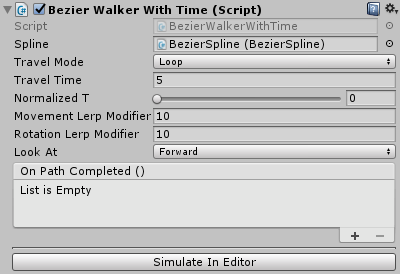 Bezier Walker With Time (Script)
Script BezierWalkerWithTime
Spline BezierSpline (BezierSpline)
Travel Mode Loop
Travel Time 5
Normalized T 0
Movement Lerp Modifier 10
Rotation Lerp Modifier 10
Look At Forward
On Path Completed ()
List is Empty
+ −
Simulate In Editor